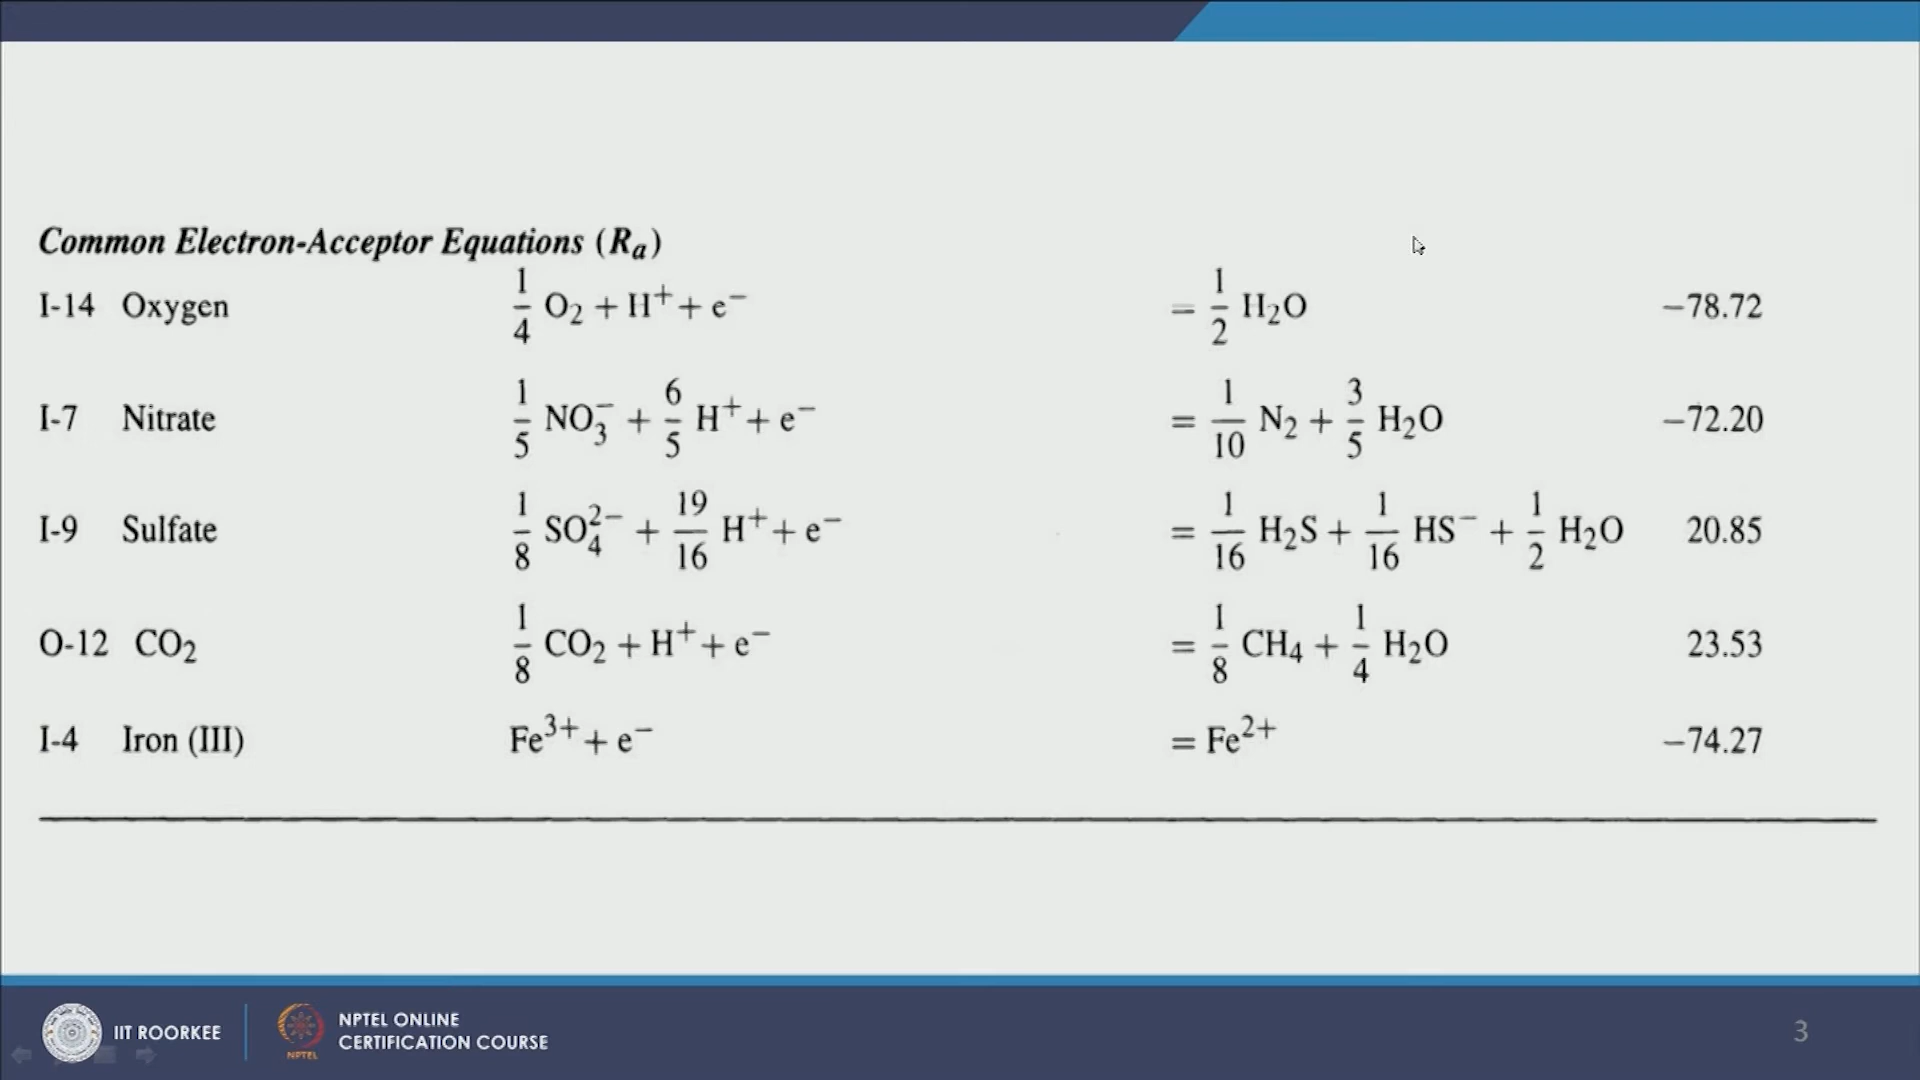 Common Electron-Acceptor Equations (Rₐ)
I-14 Oxygen 1/4 O₂ + H⁺ + e⁻ = 1/2 H₂O −78.72
I-7 Nitrate 1/5 NO₃⁻ + 6/5 H⁺ + e⁻ = 1/10 N₂ + 3/5 H₂O −72.20
I-9 Sulfate 1/8 SO₄²⁻ + 19/16 H⁺ + e⁻ = 1/16 H₂S + 1/16 HS⁻ + 1/2 H₂O 20.85
O-12 CO₂ 1/8 CO₂ + H⁺ + e⁻ = 1/8 CH₄ + 1/4 H₂O 23.53
I-4 Iron (III) Fe³⁺ + e⁻ = Fe²⁺ −74.27
IIT ROORKEE
NPTEL
NPTEL ONLINE
CERTIFICATION COURSE
3